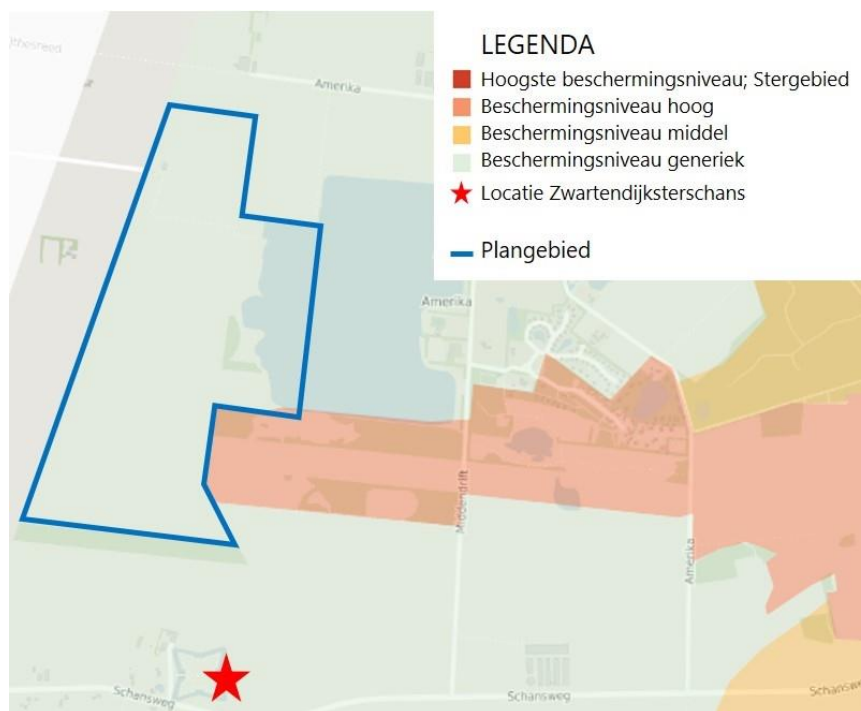 LEGENDA
Hoogste beschermingsniveau; Stergebied
Beschermingsniveau hoog
Beschermingsniveau middel
Beschermingsniveau generiek
Locatie Zwartendijksterschans
Plangebied
Amerika
Amerika
Middendrift
Amerika
Schansweg
Schansweg